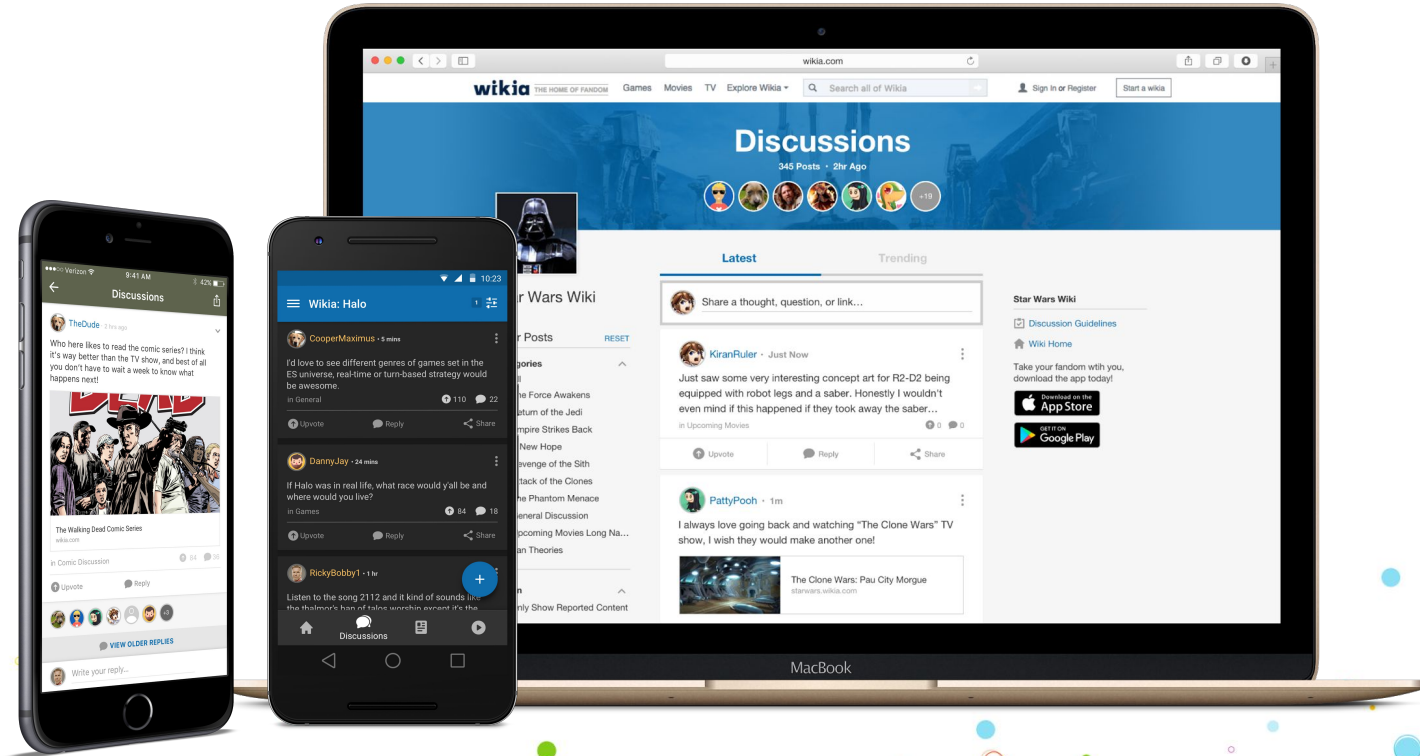 ●●●○○ Verizon
9:41 AM
42%
Discussions
TheDude · 2 hrs ago
Who here likes to read the comic series? I think
it's way better than the TV show, and best of all
you don't have to wait a week to know what
happens next!
DEAD
The Walking Dead Comic Series
wikia.com
in Comic Discussion
84
Upvote
Reply
+3
VIEW OLDER REPLIES
Write your reply...
10:23
Wikia: Halo
1
CooperMaximus • 5 mins
I'd love to see different genres of games set in the
ES universe, real-time or turn-based strategy would
be awesome.
in General
110
22
Upvote
Reply
Share
DannyJay • 24 mins
If Halo was in real life, what race would y'all be and
where would you live?
in Games
84
18
Upvote
Reply
Share
RickyBobby1 • 1 hr
+
Listen to the song 2112 and it kind of sounds like
the thalmor's ban of talos worship except it's the
Discussions
wikia.com
wikia THE HOME OF FANDOM
Games
Movies
TV
Explore Wikia
Search all of Wikia
Sign In or Register
Start a wikia
Discussions
345 Posts • 2hr Ago
+19
r Wars Wiki
r Posts
RESET
gories
ll
he Force Awakens
eturn of the Jedi
mpire Strikes Back
New Hope
evenge of the Sith
ttack of the Clones
he Phantom Menace
eneral Discussion
pcoming Movies Long Na...
an Theories
n
nly Show Reported Content
Latest
Trending
Share a thought, question, or link...
KiranRuler · Just Now
Just saw some very interesting concept art for R2-D2 being
equipped with robot legs and a saber. Honestly I wouldn't
even mind if this happened if they took away the saber...
in Upcoming Movies
0
0
Upvote
Reply
Share
PattyPooh · 1m
I always love going back and watching "The Clone Wars" TV
show, I wish they would make another one!
The Clone Wars: Pau City Morgue
starwars.wikia.com
Star Wars Wiki
Discussion Guidelines
Wiki Home
Take your fandom wtih you,
download the app today!
Download on the
App Store
GET IT ON
Google Play
MacBook